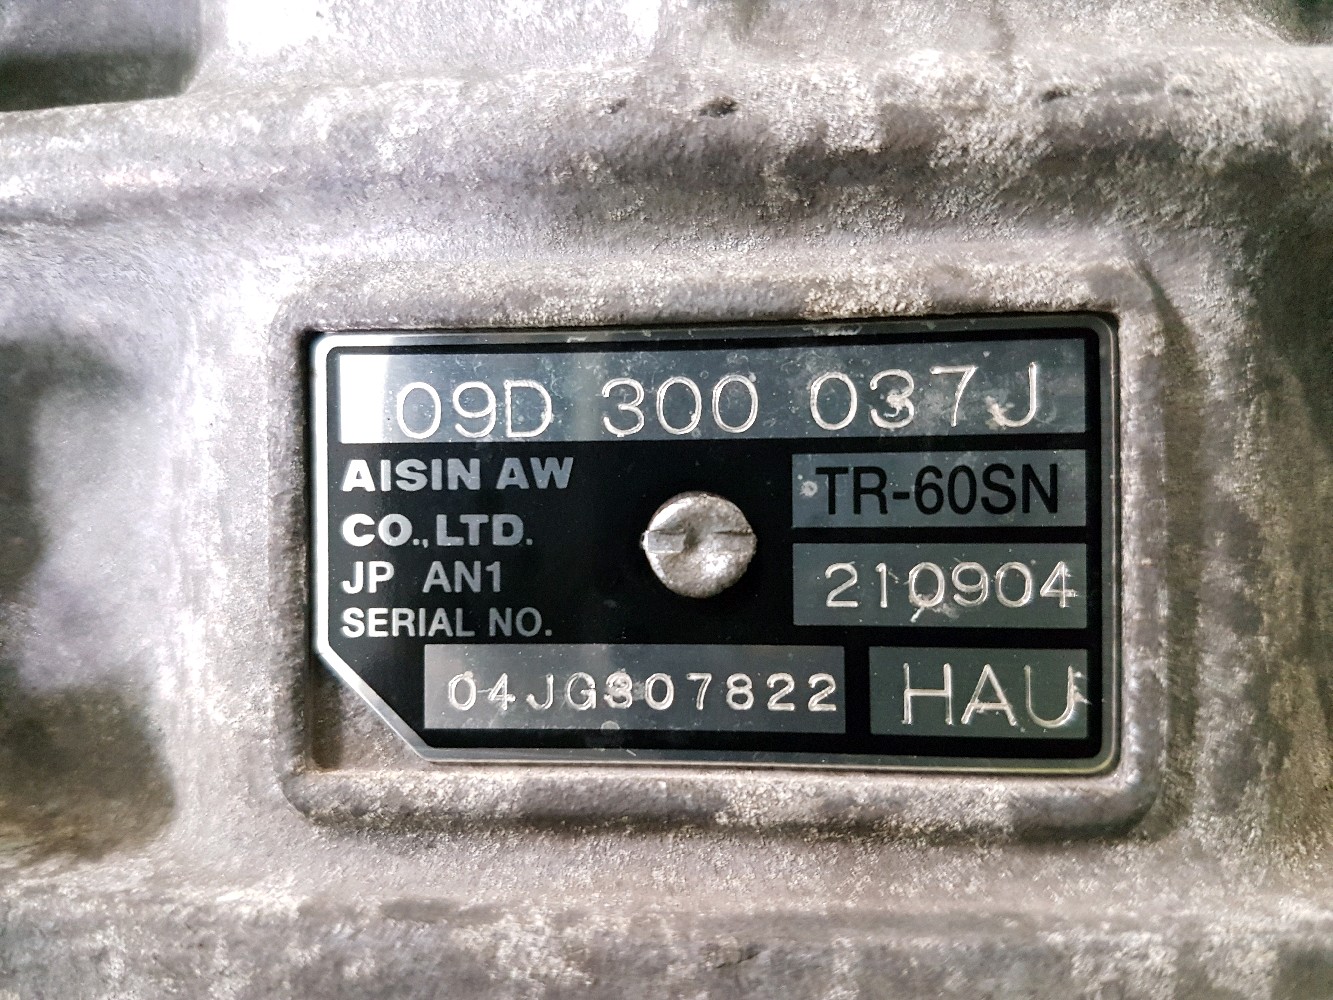 09D 300 037J
AISIN AW
CO.,LTD.
JP AN1
SERIAL NO.
TR-60SN
210904
04JG307822
HAU